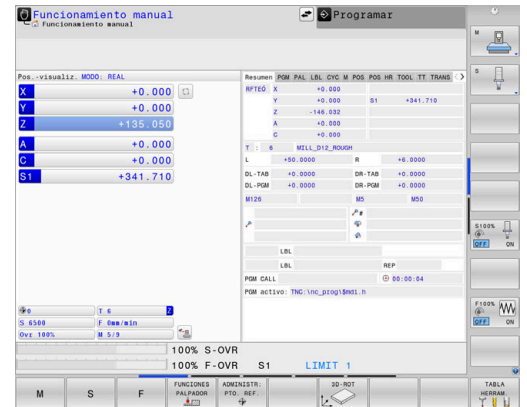 Funcionamiento manual
Funcionamiento manual
Programar
Pos.-visualiz. MODO: REAL
X +0.000
Y +0.000
Z +135.050
A +0.000
C +0.000
S1 +341.710
0 T 6 Z
S 6500 F 0mm/min
Ovr 100% M 5/9
Resumen PGM PAL LBL CYC M POS POS HR TOOL TT TRANS
RFTEÓ X +0.000
Y +0.000 S1 +341.710
Z -146.032
A +0.000
C +0.000
T : 6 MILL_D12_ROUGH
L +50.0000 R +6.0000
DL-TAB +0.0000 DR-TAB +0.0000
DL-PGM +0.0000 DR-PGM +0.0000
M126 M5 M50
LBL
LBL REP
PGM CALL 00:00:04
PGM activo: TNC:\nc_prog\$mdi.h
100% S-OVR
100% F-OVR S1 LIMIT 1
M
S
F
FUNCIONES PALPADOR
ADMINISTR: PTO. REF.
3D-ROT
TABLA HERRAM.
M
S
S100%
OFF ON
F100%
OFF ON